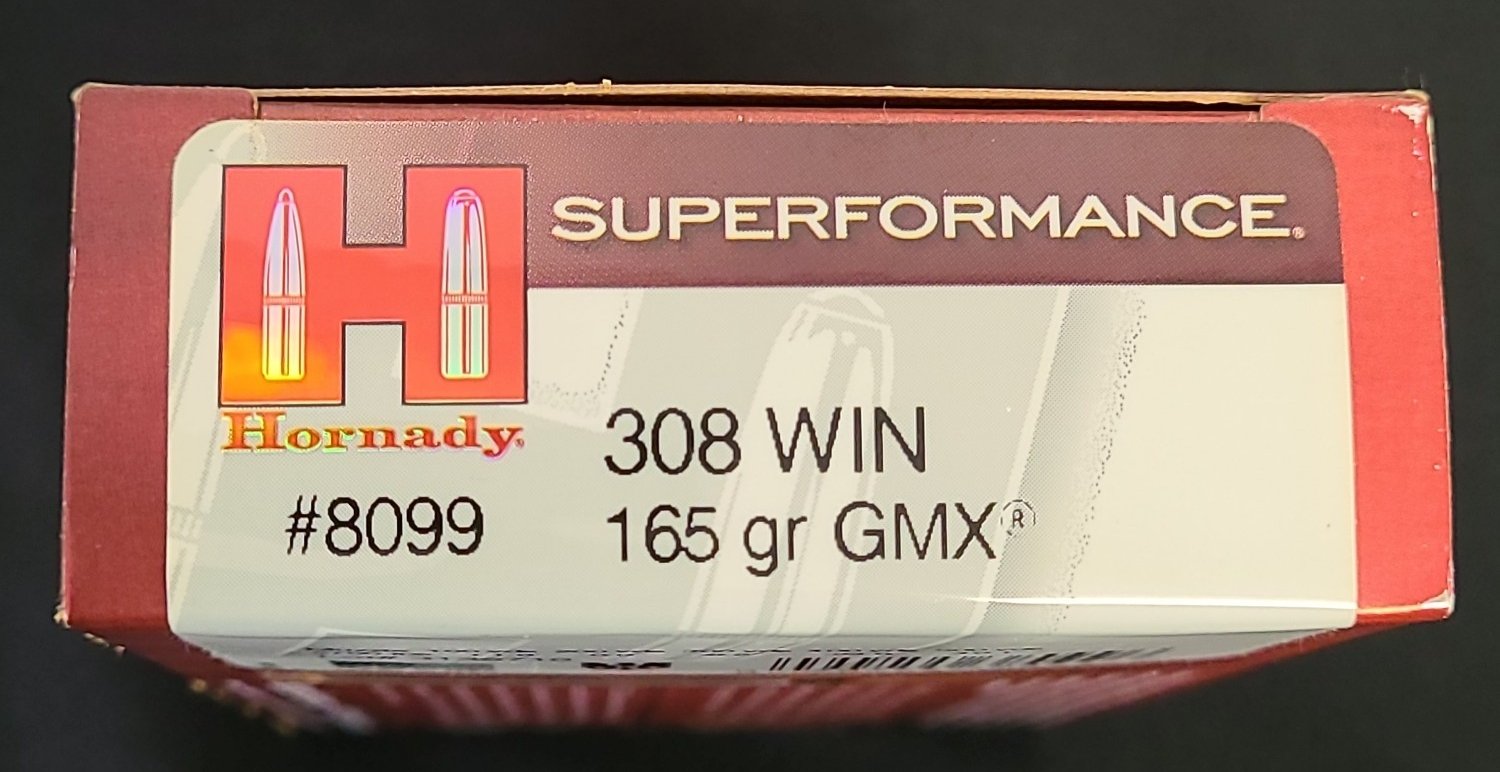 SUPERFORMANCE®
Hornady®
308 WIN
#8099
165 gr GMX®